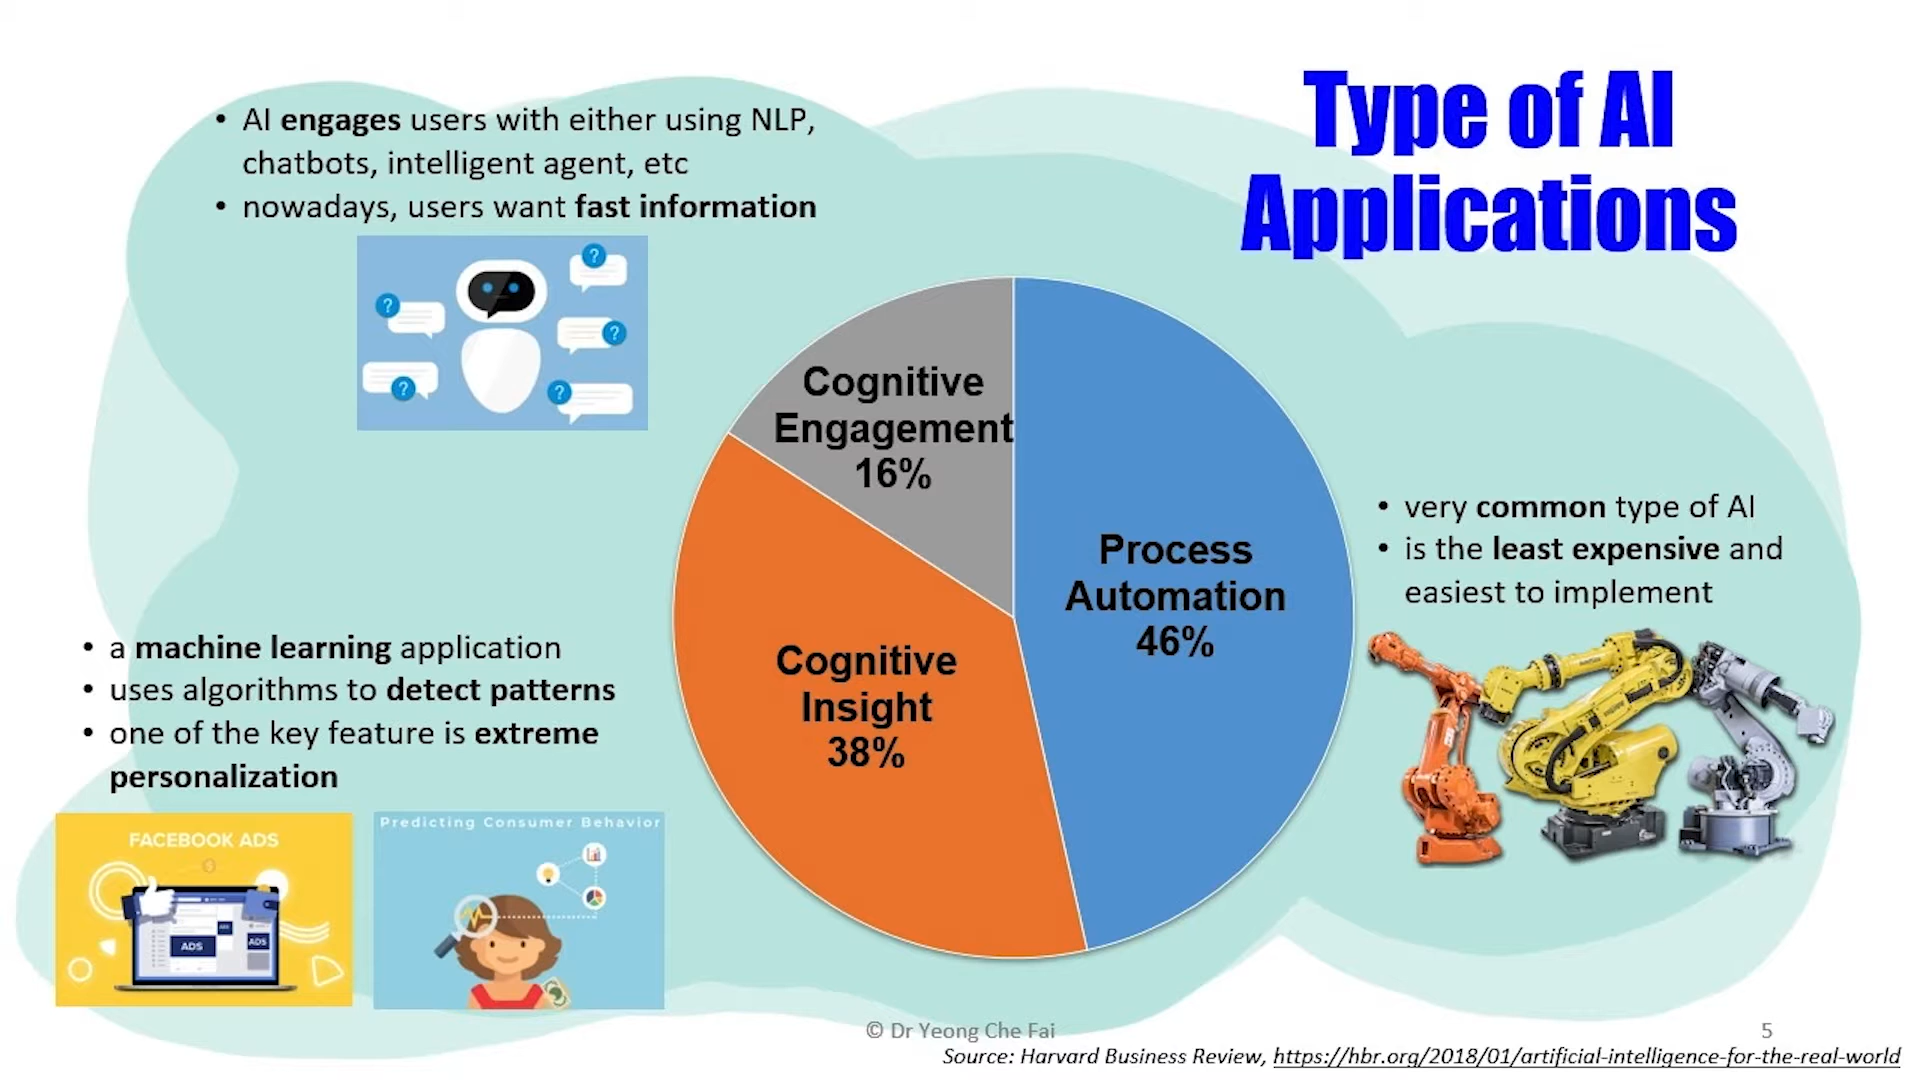 Type of AI
Applications
• AI engages users with either using NLP,
chatbots, intelligent agent, etc
• nowadays, users want fast information
?
?
?
?
?
Cognitive
Engagement
16%
Process
Automation
46%
Cognitive
Insight
38%
• very common type of AI
• is the least expensive and
easiest to implement
• a machine learning application
• uses algorithms to detect patterns
• one of the key feature is extreme
personalization
FACEBOOK ADS
ADS
ADS
Predicting Consumer Behavior
© Dr Yeong Che Fai
5
Source: Harvard Business Review, https://hbr.org/2018/01/artificial-intelligence-for-the-real-world